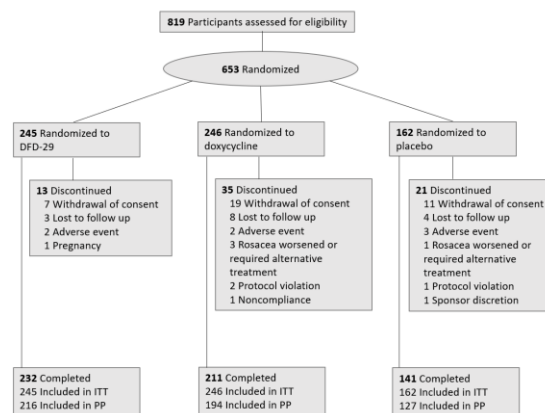 819 Participants assessed for eligibility
653 Randomized
245 Randomized to
DFD-29
246 Randomized to
doxycycline
162 Randomized to
placebo
13 Discontinued
7 Withdrawal of consent
3 Lost to follow up
2 Adverse event
1 Pregnancy
35 Discontinued
19 Withdrawal of consent
8 Lost to follow up
2 Adverse event
3 Rosacea worsened or
required alternative
treatment
2 Protocol violation
1 Noncompliance
21 Discontinued
11 Withdrawal of consent
4 Lost to follow up
3 Adverse event
1 Rosacea worsened or
required alternative
treatment
1 Protocol violation
1 Sponsor discretion
232 Completed
245 Included in ITT
216 Included in PP
211 Completed
246 Included in ITT
194 Included in PP
141 Completed
162 Included in ITT
127 Included in PP